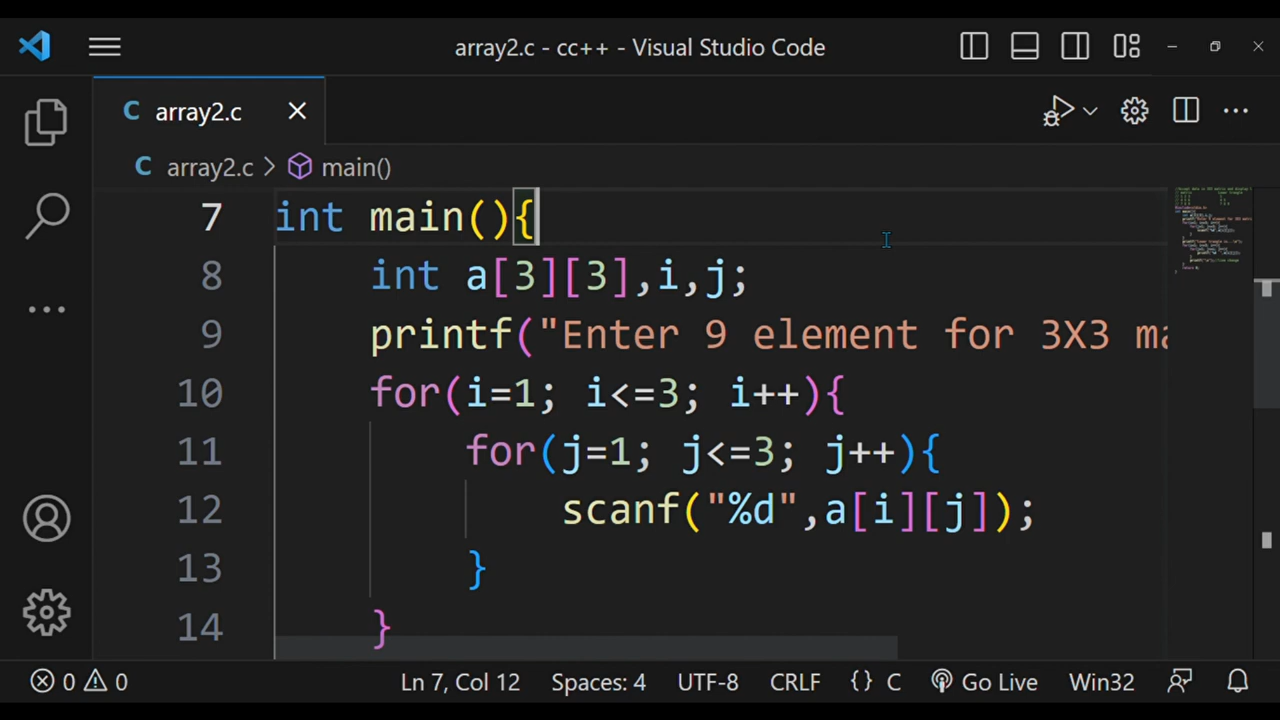 array2.c - cc++ - Visual Studio Code
C array2.c
C array2.c > main()
7 int main(){
8 int a[3][3],i,j;
9 printf("Enter 9 element for 3X3 ma
10 for(i=1; i<=3; i++){
11 for(j=1; j<=3; j++){
12 scanf("%d",a[i][j]);
13 }
14 }
0 0 Ln 7, Col 12 Spaces: 4 UTF-8 CRLF {} C Go Live Win32